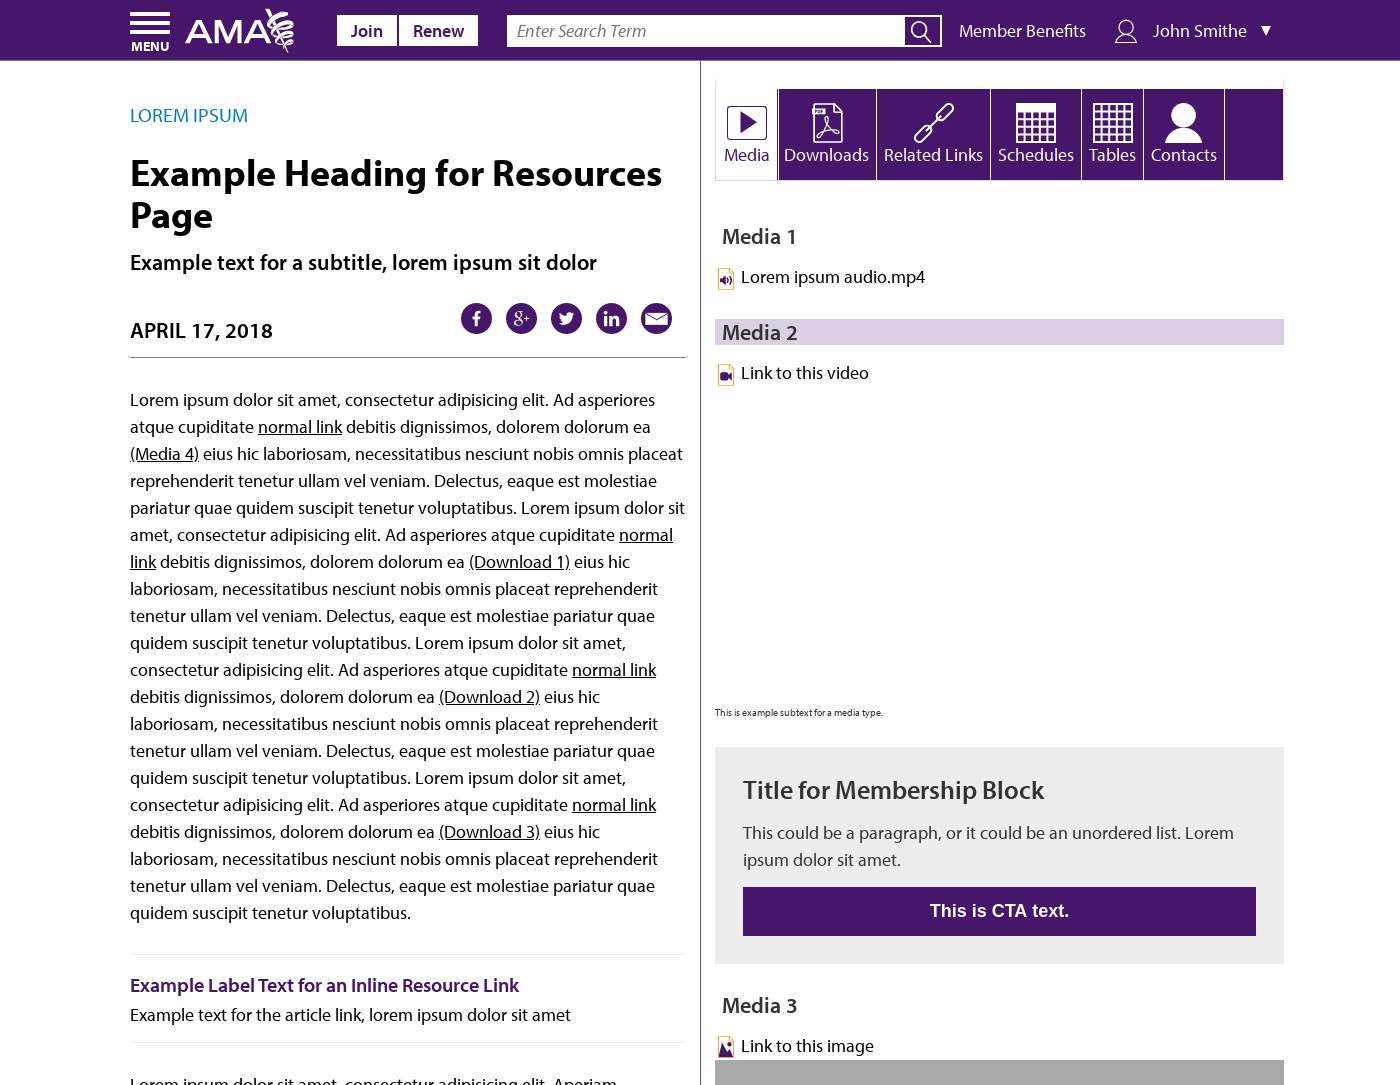 MENU
AMA
Join
Renew
Enter Search Term
Member Benefits
John Smithe ▼
LOREM IPSUM
Example Heading for Resources
Page
Example text for a subtitle, lorem ipsum sit dolor
APRIL 17, 2018
Lorem ipsum dolor sit amet, consectetur adipisicing elit. Ad asperiores
atque cupiditate normal link debitis dignissimos, dolorem dolorum ea
(Media 4) eius hic laboriosam, necessitatibus nesciunt nobis omnis placeat
reprehenderit tenetur ullam vel veniam. Delectus, eaque est molestiae
pariatur quae quidem suscipit tenetur voluptatibus. Lorem ipsum dolor sit
amet, consectetur adipisicing elit. Ad asperiores atque cupiditate normal
link debitis dignissimos, dolorem dolorum ea (Download 1) eius hic
laboriosam, necessitatibus nesciunt nobis omnis placeat reprehenderit
tenetur ullam vel veniam. Delectus, eaque est molestiae pariatur quae
quidem suscipit tenetur voluptatibus. Lorem ipsum dolor sit amet,
consectetur adipisicing elit. Ad asperiores atque cupiditate normal link
debitis dignissimos, dolorem dolorum ea (Download 2) eius hic
laboriosam, necessitatibus nesciunt nobis omnis placeat reprehenderit
tenetur ullam vel veniam. Delectus, eaque est molestiae pariatur quae
quidem suscipit tenetur voluptatibus. Lorem ipsum dolor sit amet,
consectetur adipisicing elit. Ad asperiores atque cupiditate normal link
debitis dignissimos, dolorem dolorum ea (Download 3) eius hic
laboriosam, necessitatibus nesciunt nobis omnis placeat reprehenderit
tenetur ullam vel veniam. Delectus, eaque est molestiae pariatur quae
quidem suscipit tenetur voluptatibus.
Example Label Text for an Inline Resource Link
Example text for the article link, lorem ipsum dolor sit amet
Lorem ipsum dolor sit amet, consectetur adipisicing elit. Aperiam
Media
PDF
Downloads
Related Links
Schedules
Tables
Contacts
Media 1
Lorem ipsum audio.mp4
Media 2
Link to this video
This is example subtext for a media type.
Title for Membership Block
This could be a paragraph, or it could be an unordered list. Lorem
ipsum dolor sit amet.
This is CTA text.
Media 3
Link to this image